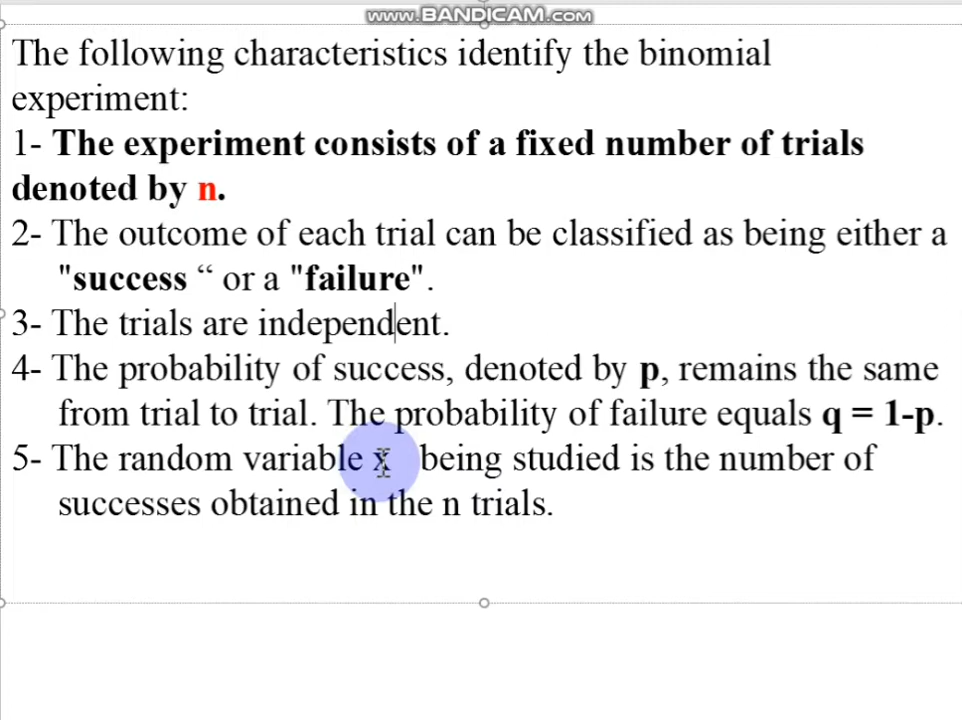 www.BANDICAM.com
The following characteristics identify the binomial
experiment:
1- The experiment consists of a fixed number of trials
denoted by n.
2- The outcome of each trial can be classified as being either a
"success “ or a "failure".
3- The trials are independent.
4- The probability of success, denoted by p, remains the same
from trial to trial. The probability of failure equals q = 1-p.
5- The random variable x being studied is the number of
successes obtained in the n trials.